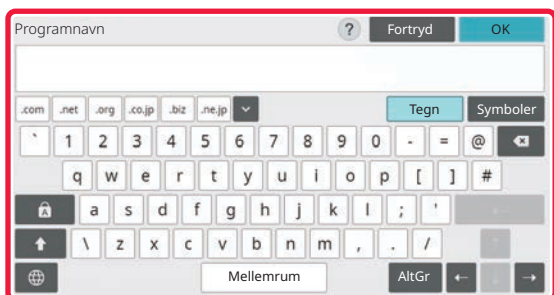 Programnavn ? Fortryd OK
.com .net .org .co.jp .biz .ne.jp Tegn Symboler
` 1 2 3 4 5 6 7 8 9 0 - = @
q w e r t y u i o p [ ] #
A a s d f g h j k l ; '
\ z x c v b n m , . /
Mellemrum AltGr